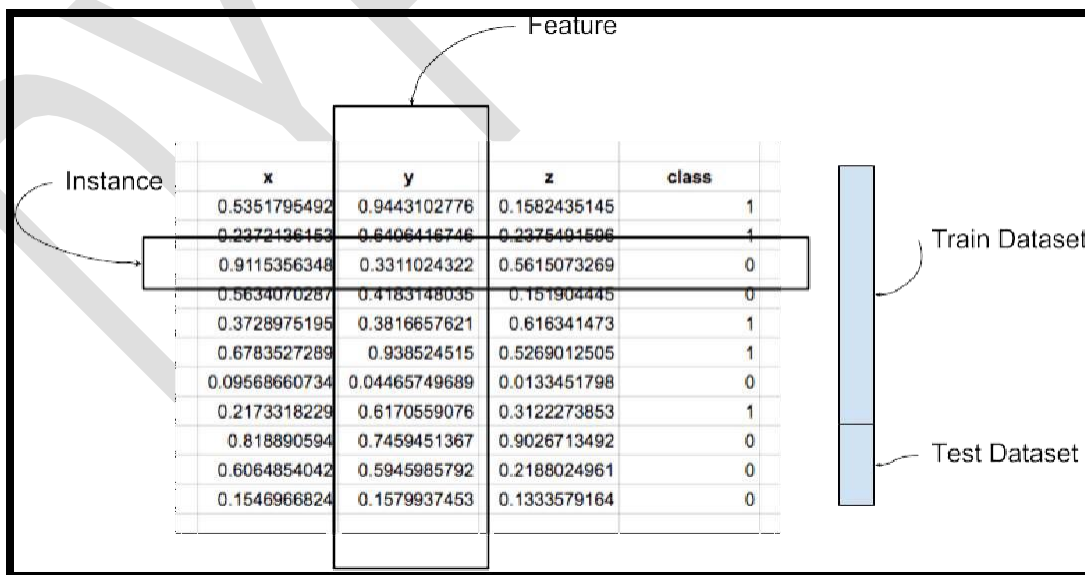 Feature
Instance
x y z class
0.5351795492 0.9443102776 0.1582435145 1
0.2372136153 0.6406416746 0.2375491596 1
0.9115356348 0.3311024322 0.5615073269 0
0.5634070287 0.4183148035 0.151904445 0
0.3728975195 0.3816657621 0.616341473 1
0.6783527289 0.938524515 0.5269012505 1
0.09568660734 0.04465749689 0.0133451798 0
0.2173318229 0.6170559076 0.3122273853 1
0.818890594 0.7459451367 0.9026713492 0
0.6064854042 0.5945985792 0.2188024961 0
0.1546966824 0.1579937453 0.1333579164 0
Train Dataset
Test Dataset